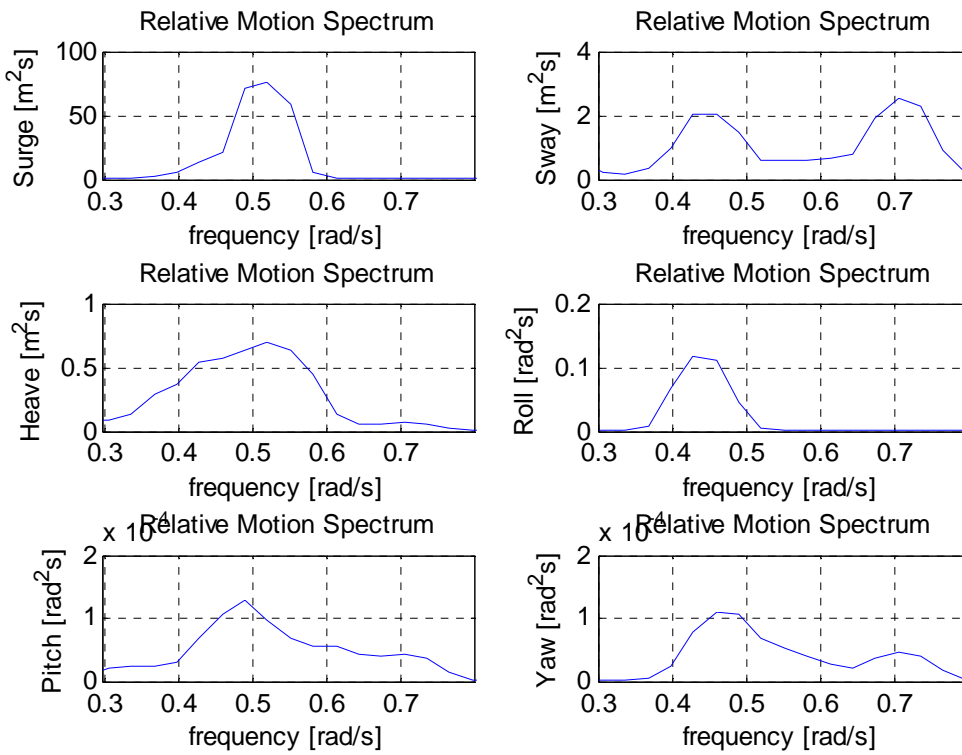 Relative Motion Spectrum
Surge [m²s]
100
50
0
0.3 0.4 0.5 0.6 0.7
frequency [rad/s]
Relative Motion Spectrum
Sway [m²s]
4
2
0
0.3 0.4 0.5 0.6 0.7
frequency [rad/s]
Relative Motion Spectrum
Heave [m²s]
1
0.5
0
0.3 0.4 0.5 0.6 0.7
frequency [rad/s]
Relative Motion Spectrum
Roll [rad²s]
0.2
0.1
0
0.3 0.4 0.5 0.6 0.7
frequency [rad/s]
x 10⁻⁴
Relative Motion Spectrum
Pitch [rad²s]
2
1
0
0.3 0.4 0.5 0.6 0.7
frequency [rad/s]
x 10⁻⁴
Relative Motion Spectrum
Yaw [rad²s]
2
1
0
0.3 0.4 0.5 0.6 0.7
frequency [rad/s]